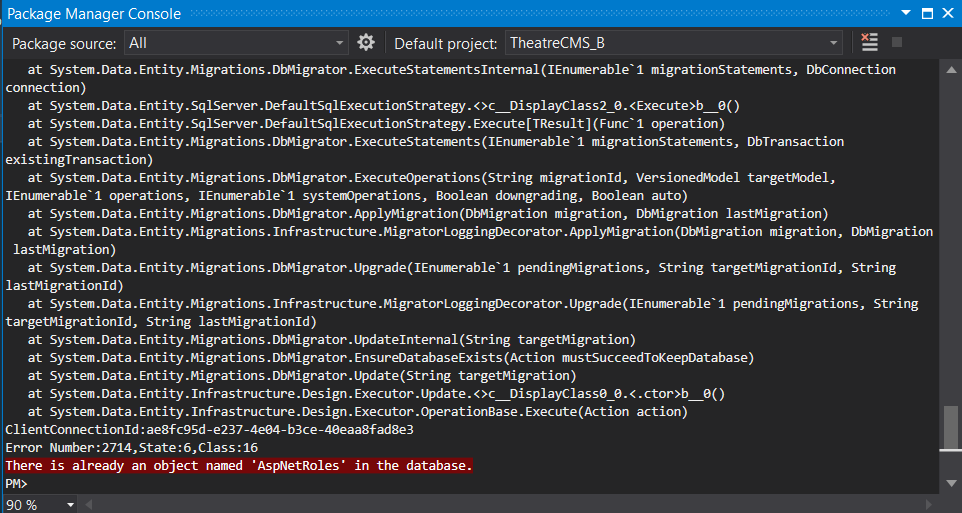 Package Manager Console
Package source: All Default project: TheatreCMS_B
at System.Data.Entity.Migrations.DbMigrator.ExecuteStatementsInternal(IEnumerable`1 migrationStatements, DbConnection
connection)
at System.Data.Entity.SqlServer.DefaultSqlExecutionStrategy.<>c__DisplayClass2_0.<Execute>b__0()
at System.Data.Entity.SqlServer.DefaultSqlExecutionStrategy.Execute[TResult](Func`1 operation)
at System.Data.Entity.Migrations.DbMigrator.ExecuteStatements(IEnumerable`1 migrationStatements, DbTransaction
existingTransaction)
at System.Data.Entity.Migrations.DbMigrator.ExecuteOperations(String migrationId, VersionedModel targetModel,
IEnumerable`1 operations, IEnumerable`1 systemOperations, Boolean downgrading, Boolean auto)
at System.Data.Entity.Migrations.DbMigrator.ApplyMigration(DbMigration migration, DbMigration lastMigration)
at System.Data.Entity.Migrations.Infrastructure.MigratorLoggingDecorator.ApplyMigration(DbMigration migration, DbMigration
lastMigration)
at System.Data.Entity.Migrations.DbMigrator.Upgrade(IEnumerable`1 pendingMigrations, String targetMigrationId, String
lastMigrationId)
at System.Data.Entity.Migrations.Infrastructure.MigratorLoggingDecorator.Upgrade(IEnumerable`1 pendingMigrations, String
targetMigrationId, String lastMigrationId)
at System.Data.Entity.Migrations.DbMigrator.UpdateInternal(String targetMigration)
at System.Data.Entity.Migrations.DbMigrator.EnsureDatabaseExists(Action mustSucceedToKeepDatabase)
at System.Data.Entity.Migrations.DbMigrator.Update(String targetMigration)
at System.Data.Entity.Infrastructure.Design.Executor.Update.<>c__DisplayClass0_0.<.ctor>b__0()
at System.Data.Entity.Infrastructure.Design.Executor.OperationBase.Execute(Action action)
ClientConnectionId:ae8fc95d-e237-4e04-b3ce-40eaa8fad8e3
Error Number:2714,State:6,Class:16
There is already an object named 'AspNetRoles' in the database.
PM>
90 %